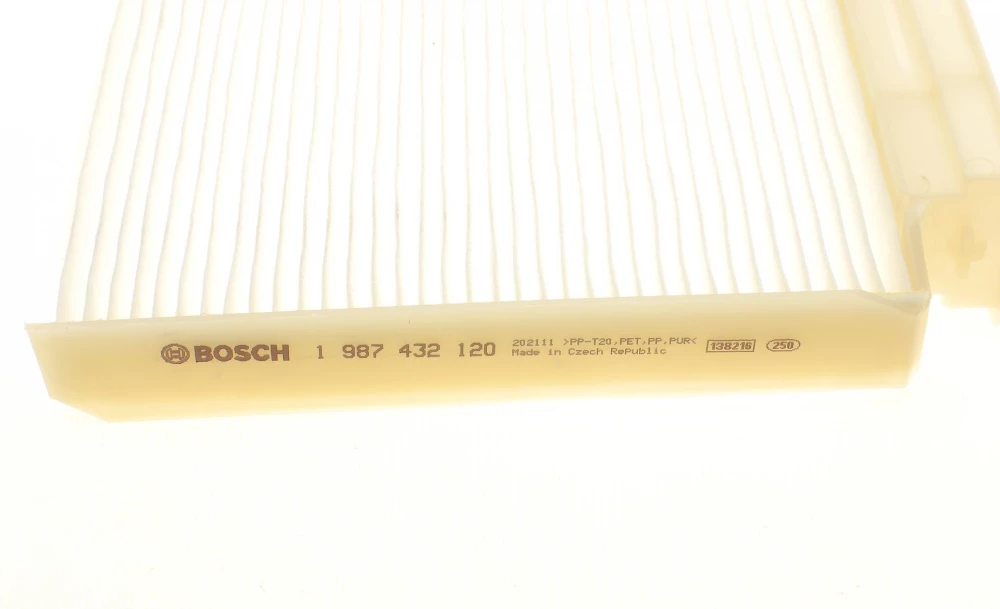 BOSCH 1 987 432 120
202111 >PP-T20,PET,PP,PUR< 138216 250
Made in Czech RePublic